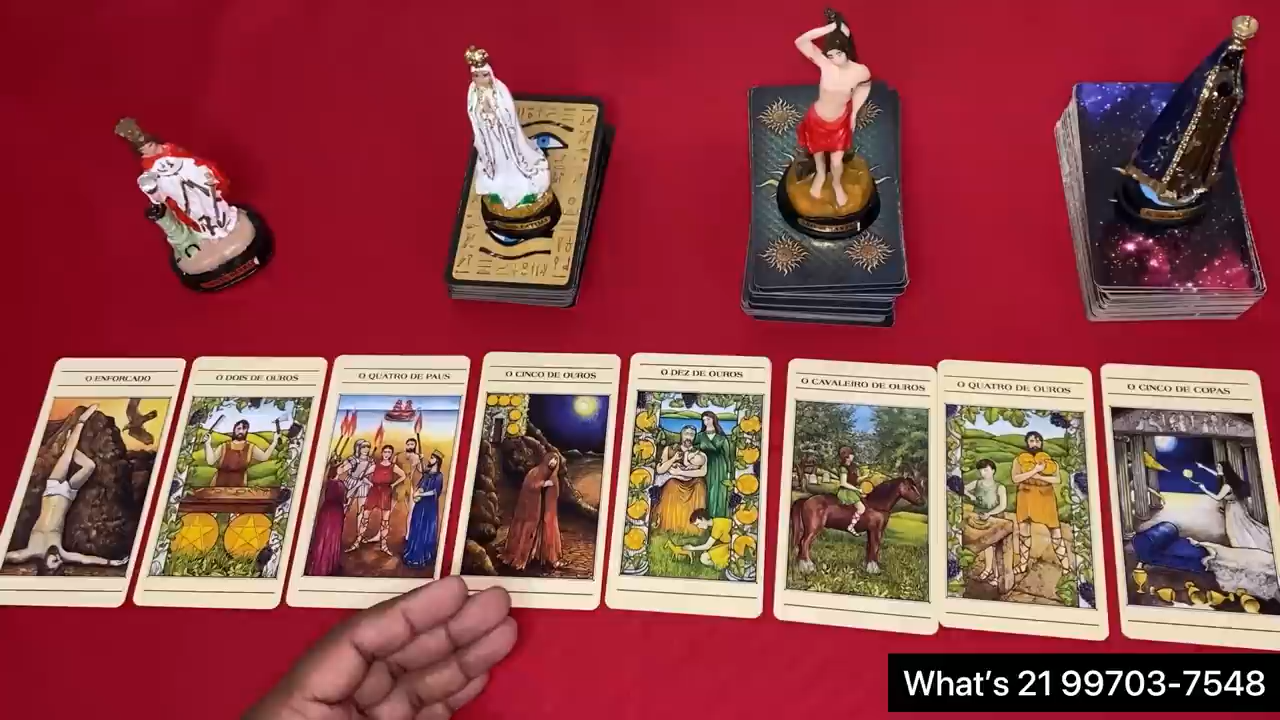 O ENFORCADO
O DOIS DE OUROS
O QUATRO DE PAUS
O CINCO DE OUROS
O DEZ DE OUROS
O CAVALEIRO DE OUROS
O QUATRO DE OUROS
O CINCO DE COPAS
What's 21 99703-7548